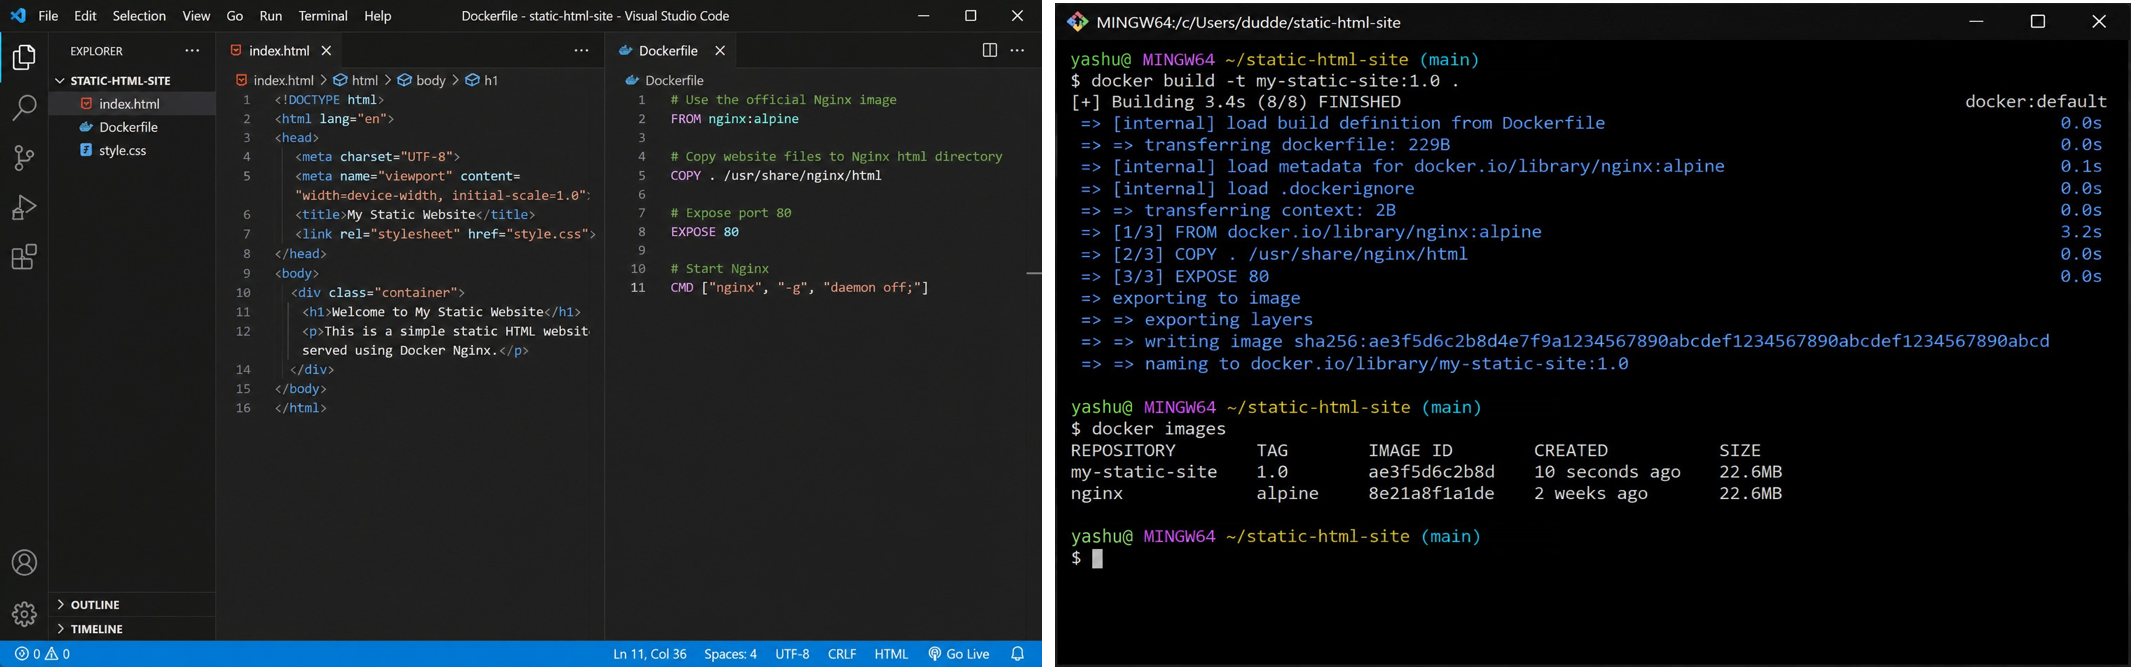 File Edit Selection View Go Run Terminal Help Dockerfile - static-html-site - Visual Studio Code
EXPLORER ···
STATIC-HTML-SITE
index.html
Dockerfile
style.css
OUTLINE
TIMELINE
index.html ···
index.html > html > body > h1
1 <!DOCTYPE html>
2 <html lang="en">
3 <head>
4 <meta charset="UTF-8">
5 <meta name="viewport" content=
"width=device-width, initial-scale=1.0">
6 <title>My Static Website</title>
7 <link rel="stylesheet" href="style.css">
8 </head>
9 <body>
10 <div class="container">
11 <h1>Welcome to My Static Website</h1>
12 <p>This is a simple static HTML websit
served using Docker Nginx.</p>
14 </div>
15 </body>
16 </html>
Dockerfile ···
Dockerfile
1 # Use the official Nginx image
2 FROM nginx:alpine
3
4 # Copy website files to Nginx html directory
5 COPY . /usr/share/nginx/html
6
7 # Expose port 80
8 EXPOSE 80
9
10 # Start Nginx
11 CMD ["nginx", "-g", "daemon off;"]
0 0 Ln 11, Col 36 Spaces: 4 UTF-8 CRLF HTML Go Live
MINGW64:/c/Users/dudde/static-html-site
yashu@ MINGW64 ~/static-html-site (main)
$ docker build -t my-static-site:1.0 .
[+] Building 3.4s (8/8) FINISHED docker:default
=> [internal] load build definition from Dockerfile 0.0s
=> => transferring dockerfile: 229B 0.0s
=> [internal] load metadata for docker.io/library/nginx:alpine 0.1s
=> [internal] load .dockerignore 0.0s
=> => transferring context: 2B 0.0s
=> [1/3] FROM docker.io/library/nginx:alpine 3.2s
=> [2/3] COPY . /usr/share/nginx/html 0.0s
=> [3/3] EXPOSE 80 0.0s
=> exporting to image
=> => exporting layers
=> => writing image sha256:ae3f5d6c2b8d4e7f9a1234567890abcdef1234567890abcdef1234567890abcd
=> => naming to docker.io/library/my-static-site:1.0
yashu@ MINGW64 ~/static-html-site (main)
$ docker images
REPOSITORY TAG IMAGE ID CREATED SIZE
my-static-site 1.0 ae3f5d6c2b8d 10 seconds ago 22.6MB
nginx alpine 8e21a8f1a1de 2 weeks ago 22.6MB
yashu@ MINGW64 ~/static-html-site (main)
$